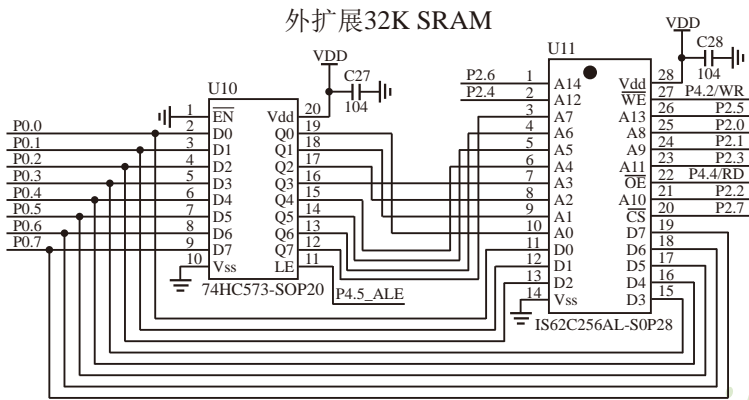 外扩展32K SRAM
VDD
C27
104
U10
1 EN Vdd 20
P0.0 2 D0 Q0 19
P0.1 3 D1 Q1 18
P0.2 4 D2 Q2 17
P0.3 5 D3 Q3 16
P0.4 6 D4 Q4 15
P0.5 7 D5 Q5 14
P0.6 8 D6 Q6 13
P0.7 9 D7 Q7 12
10 Vss LE 11
P4.5_ALE
74HC573-SOP20
VDD
C28
104
U11
P2.6 1 A14 Vdd 28
P2.4 2 A12 WE 27 P4.2/WR
3 A7 A13 26 P2.5
4 A6 A8 25 P2.0
5 A5 A9 24 P2.1
6 A4 A11 23 P2.3
7 A3 OE 22 P4.4/RD
8 A2 A10 21 P2.2
9 A1 CS 20 P2.7
10 A0 D7 19
11 D0 D6 18
12 D1 D5 17
13 D2 D4 16
14 Vss D3 15
IS62C256AL-S0P28